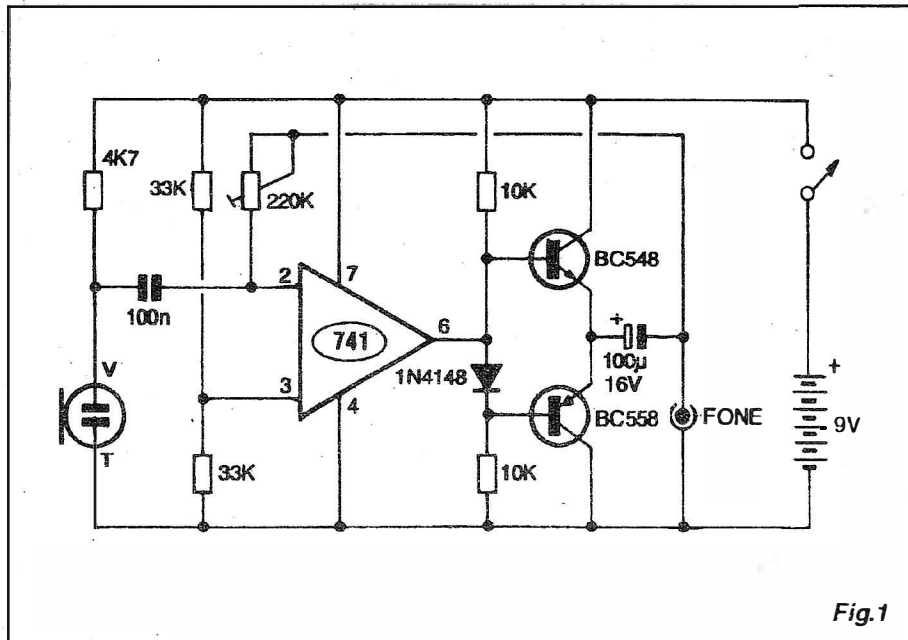 4K7
33K
220K
10K
BC548
2
7
100n
741
6
+
100µ
16V
1N4148
V
3
4
BC558
FONE
+
9V
T
33K
10K
Fig.1